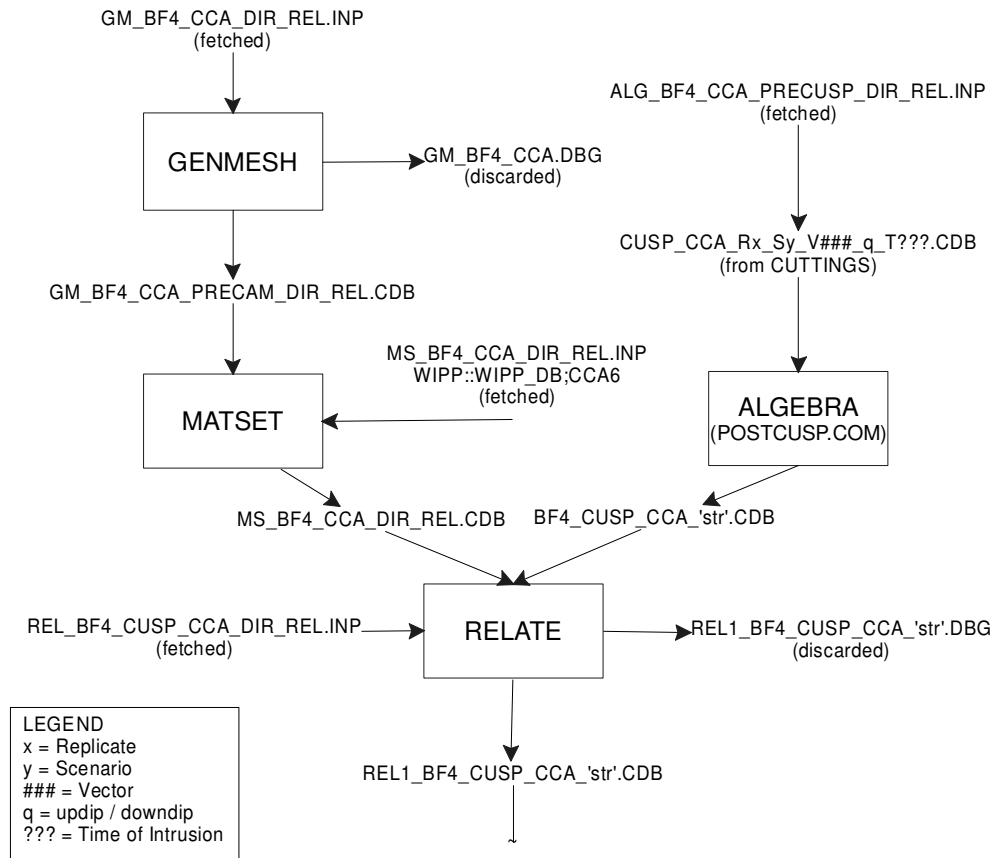 GM_BF4_CCA_DIR_REL.INP
(fetched)
ALG_BF4_CCA_PRECUSP_DIR_REL.INP
(fetched)
GENMESH
GM_BF4_CCA.DBG
(discarded)
CUSP_CCA_Rx_Sy_V###_q_T???.CDB
(from CUTTINGS)
GM_BF4_CCA_PRECAM_DIR_REL.CDB
MS_BF4_CCA_DIR_REL.INP
WIPP::WIPP_DB;CCA6
(fetched)
MATSET
ALGEBRA
(POSTCUSP.COM)
MS_BF4_CCA_DIR_REL.CDB
BF4_CUSP_CCA_'str'.CDB
REL_BF4_CUSP_CCA_DIR_REL.INP
(fetched)
RELATE
REL1_BF4_CUSP_CCA_'str'.DBG
(discarded)
LEGEND
x = Replicate
y = Scenario
### = Vector
q = updip / downdip
??? = Time of Intrusion
REL1_BF4_CUSP_CCA_'str'.CDB
~